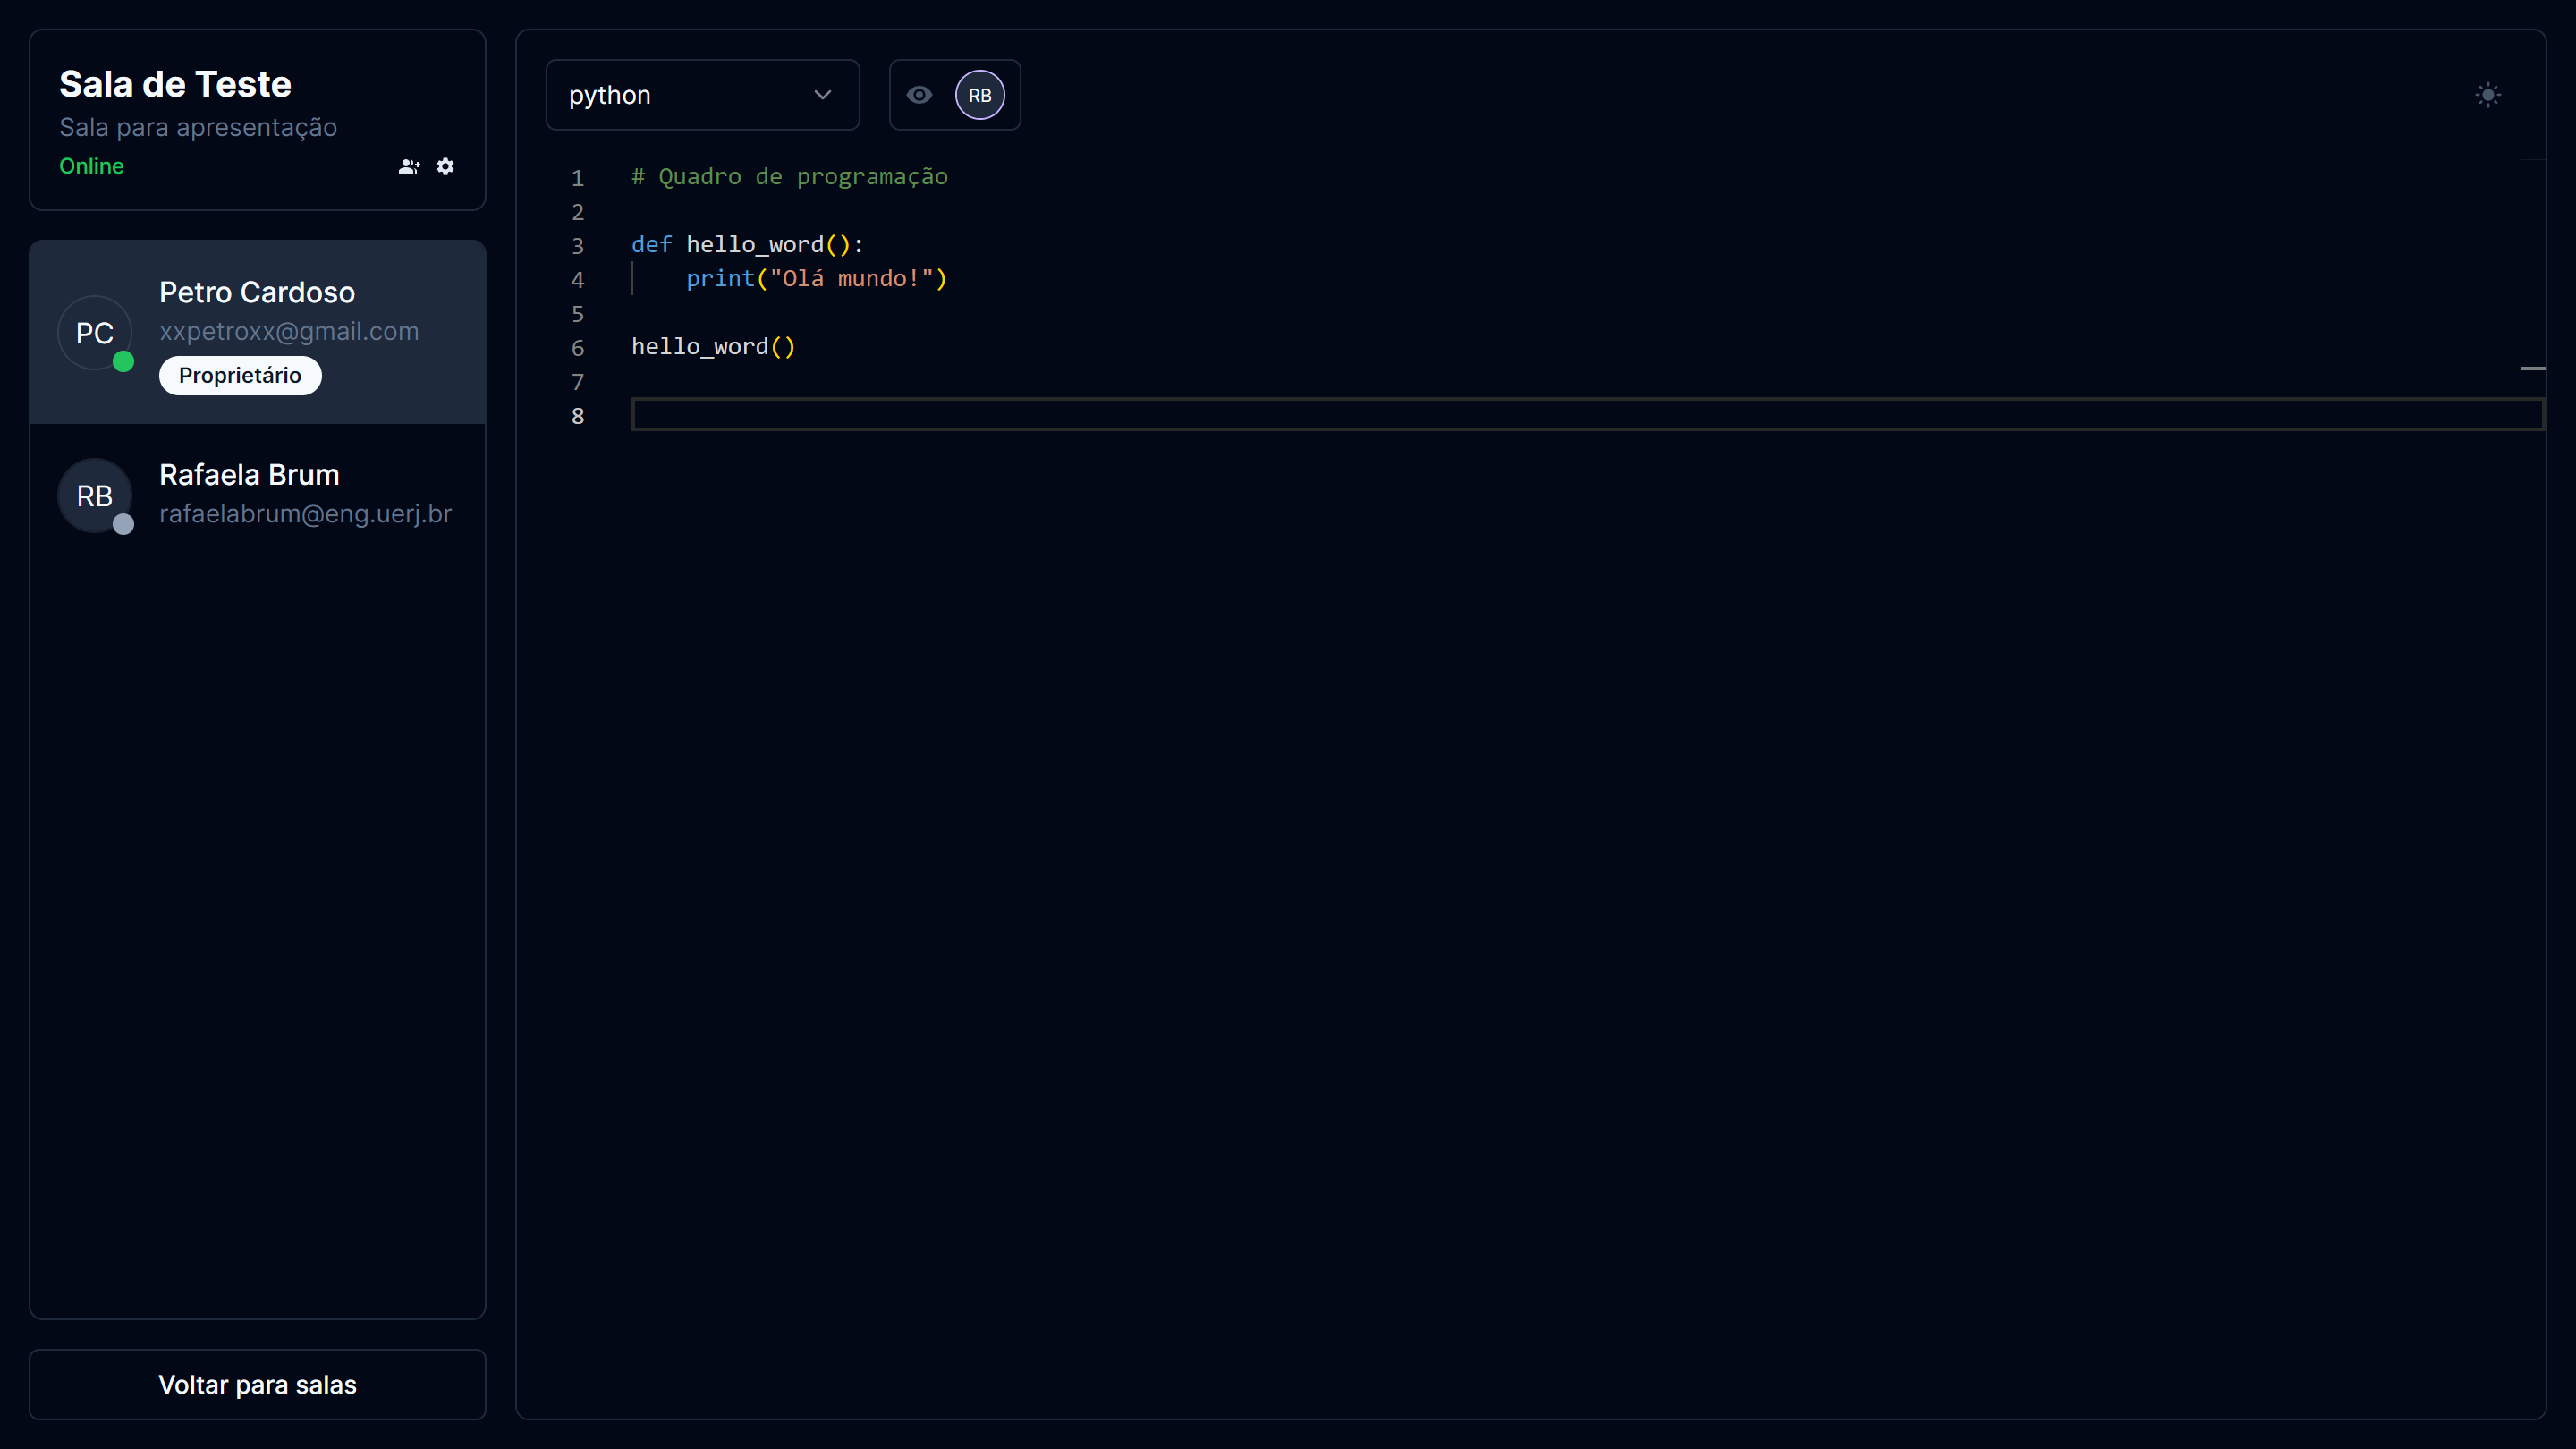 Sala de Teste
Sala para apresentação
Online
PC
Petro Cardoso
xxpetroxx@gmail.com
Proprietário
RB
Rafaela Brum
rafaelabrum@eng.uerj.br
Voltar para salas
python
RB
1 # Quadro de programação
2
3 def hello_word():
4     print("Olá mundo!")
5
6 hello_word()
7
8